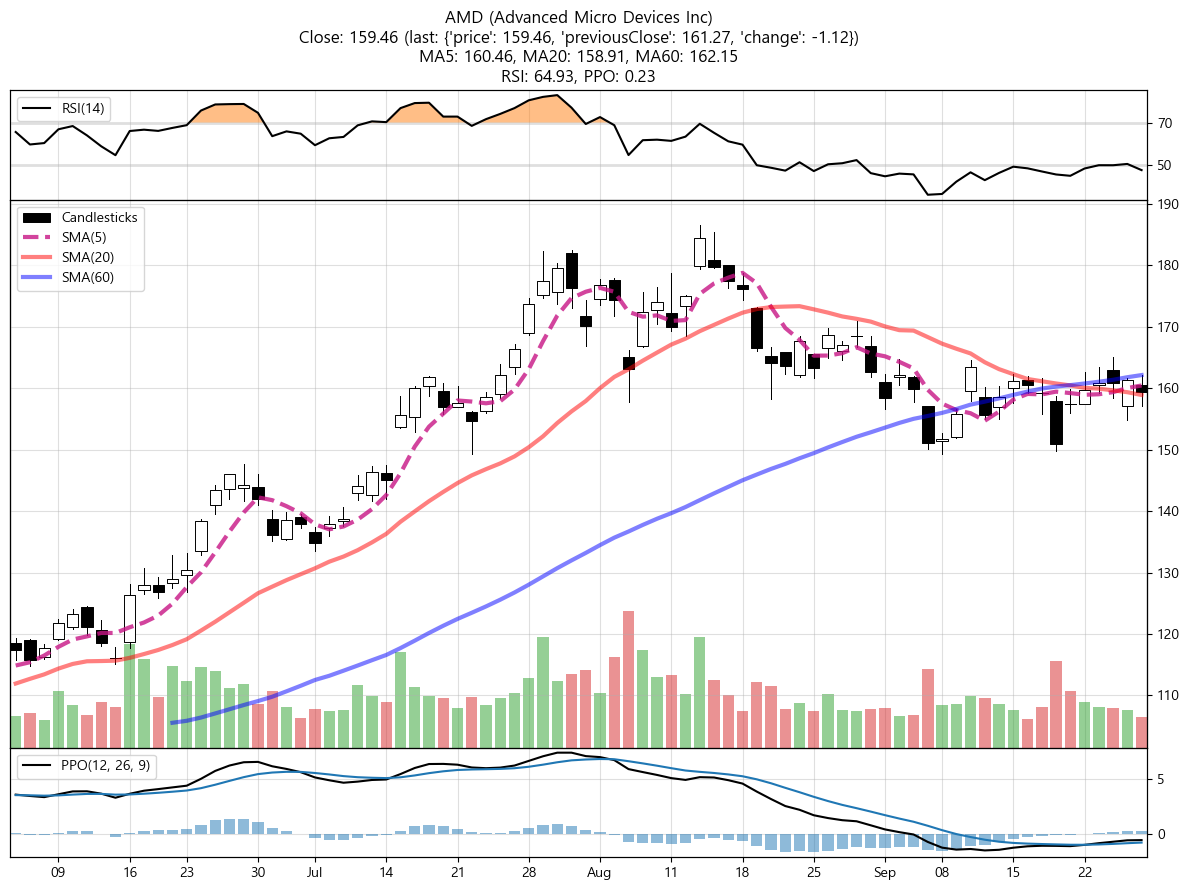 AMD (Advanced Micro Devices Inc)
Close: 159.46 (last: {'price': 159.46, 'previousClose': 161.27, 'change': -1.12})
MA5: 160.46, MA20: 158.91, MA60: 162.15
RSI: 64.93, PPO: 0.23
RSI(14)
70
50
Candlesticks
SMA(5)
SMA(20)
SMA(60)
190
180
170
160
150
140
130
120
110
PPO(12, 26, 9)
5
0
09 16 23 30 Jul 14 21 28 Aug 11 18 25 Sep 08 15 22